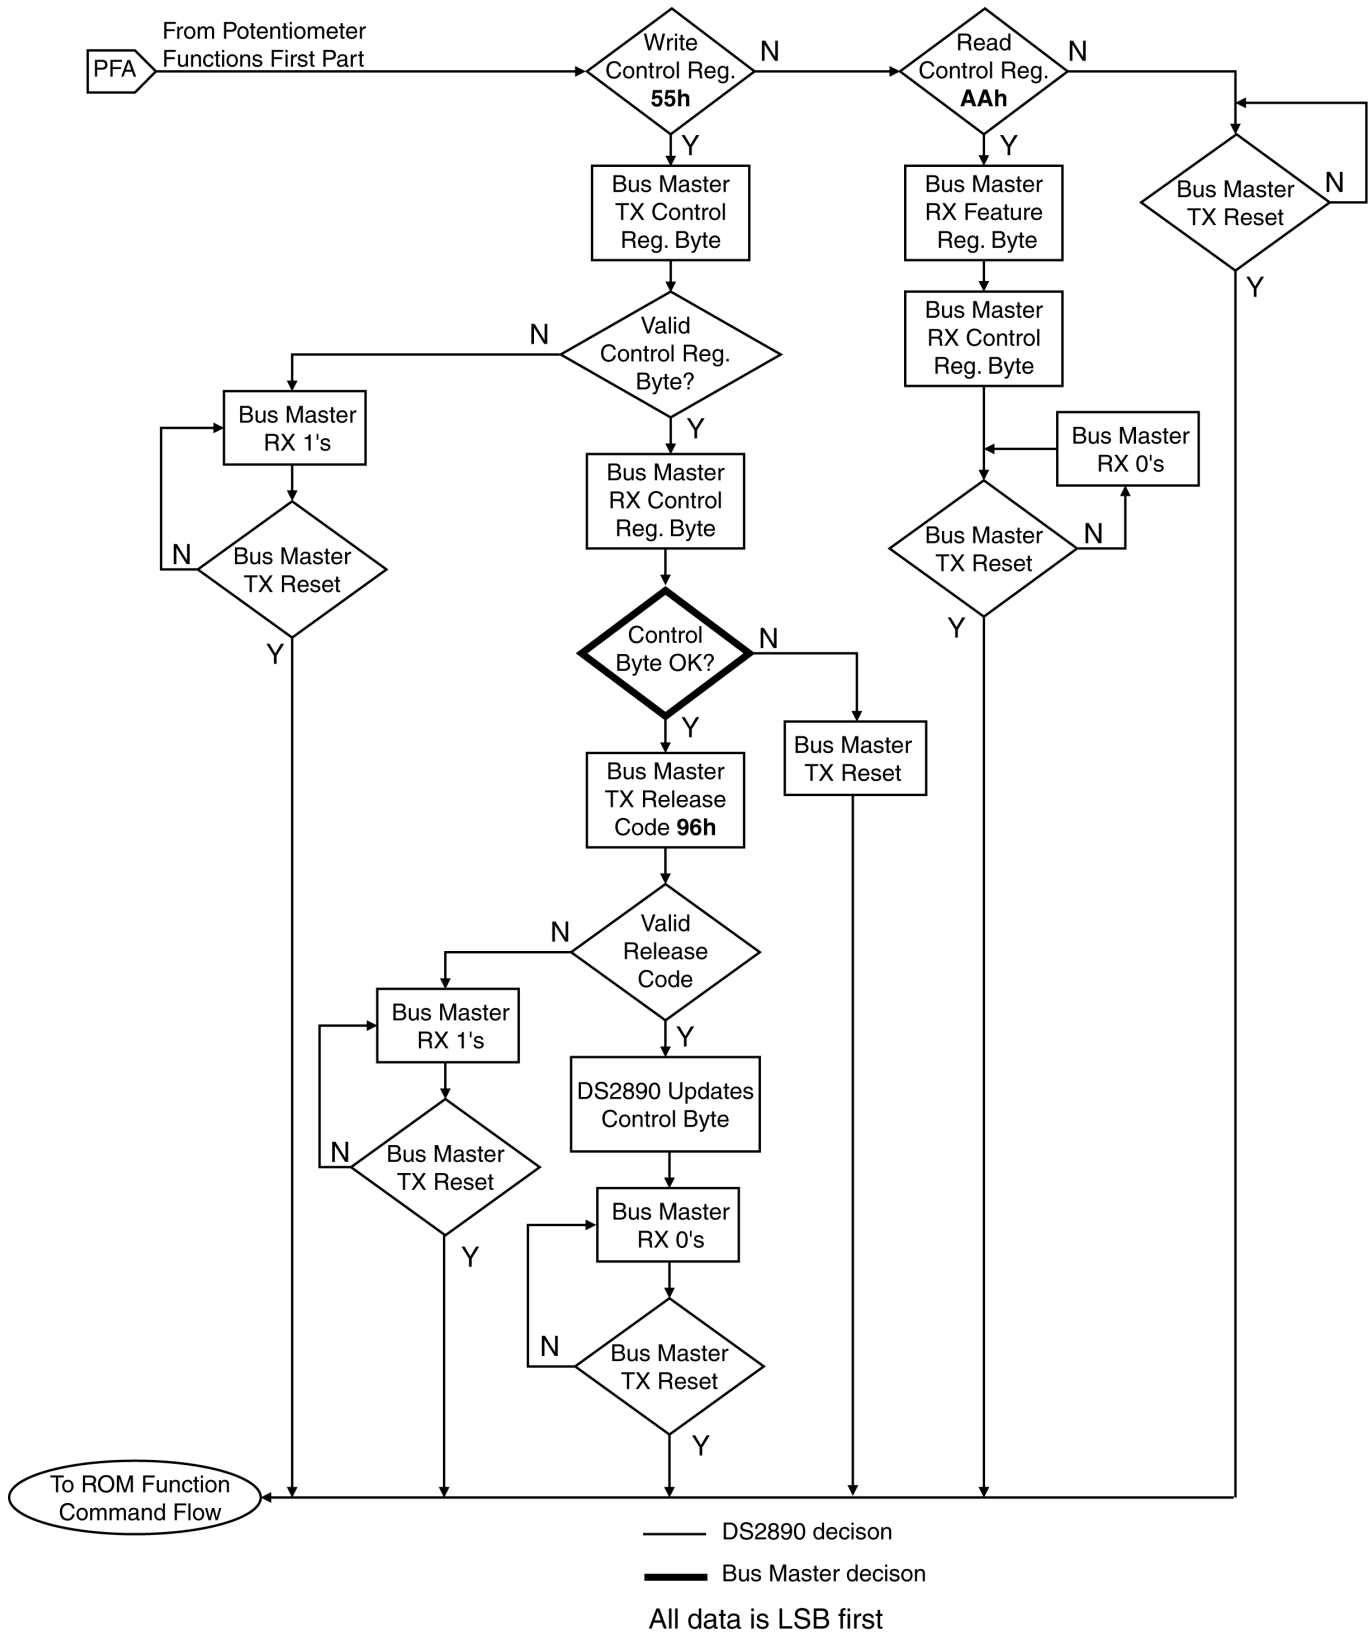 From Potentiometer
Functions First Part
PFA
Write
Control Reg.
55h
N
Read
Control Reg.
AAh
N
Y
Y
Bus Master
TX Control
Reg. Byte
Bus Master
RX Feature
Reg. Byte
Bus Master
TX Reset
N
Y
Valid
Control Reg.
Byte?
N
Y
Bus Master
RX Control
Reg. Byte
Bus Master
RX 1's
Bus Master
TX Reset
N
Y
Bus Master
RX Control
Reg. Byte
Bus Master
RX 0's
Bus Master
TX Reset
N
Y
Control
Byte OK?
N
Y
Bus Master
TX Reset
Bus Master
TX Release
Code 96h
Valid
Release
Code
N
Y
Bus Master
RX 1's
Bus Master
TX Reset
N
Y
DS2890 Updates
Control Byte
Bus Master
RX 0's
Bus Master
TX Reset
N
Y
To ROM Function
Command Flow
DS2890 decison
Bus Master decison
All data is LSB first